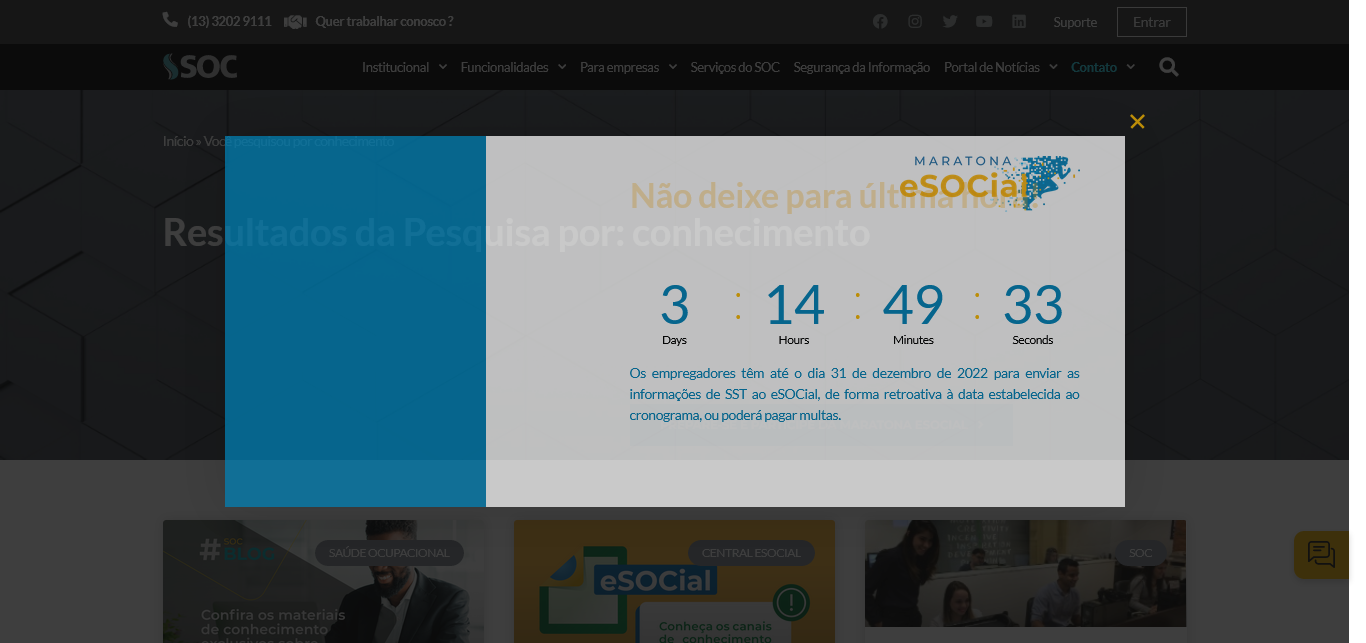 (13) 3202 9111 Quer trabalhar conosco ? Suporte Entrar
SOC Institucional Funcionalidades Para empresas Serviços do SOC Segurança da Informação Portal de Notícias Contato
Início » Você pesquisou por conhecimento
MARATONA
eSOCial
Não deixe para última hora!
Resultados da Pesquisa por: conhecimento
3 : 14 : 49 : 33
Days Hours Minutes Seconds
Os empregadores têm até o dia 31 de dezembro de 2022 para enviar as
informações de SST ao eSOCial, de forma retroativa à data estabelecida ao
cronograma, ou poderá pagar multas.
#SOC
SAÚDE OCUPACIONAL
Confira os materiais
de conhecimento
CENTRAL ESOCIAL
eSOCial
Conheça os canais
de conhecimento
SOC